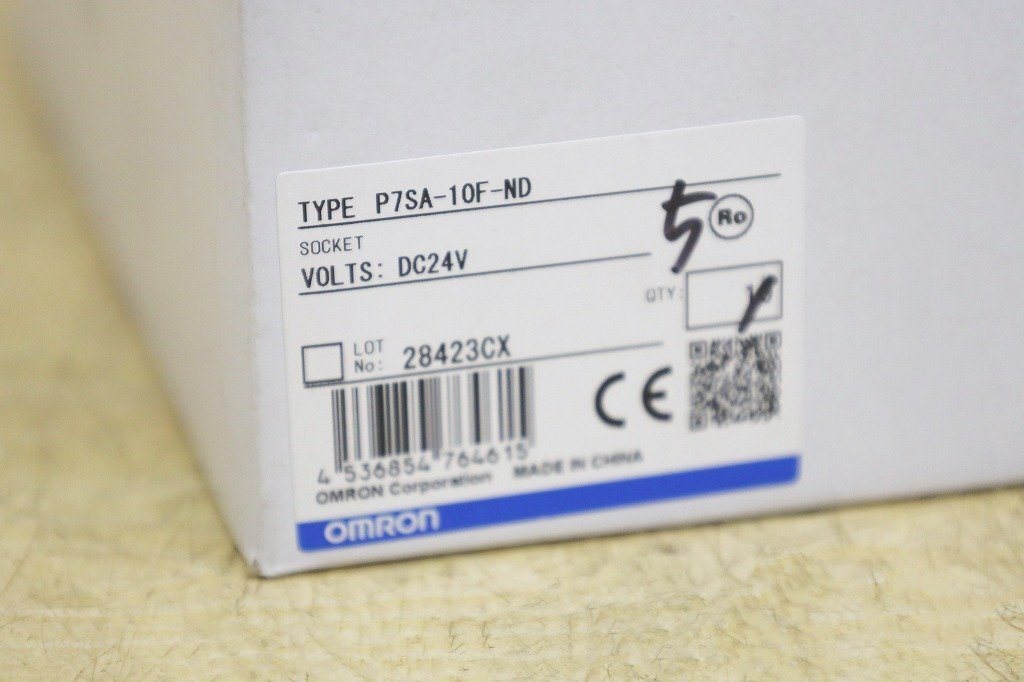 TYPE P7SA-10F-ND
SOCKET
VOLTS: DC24V
5 Ro
QTY: 10
LOT
No: 28423CX
CE
4 536854 764615
OMRON Corporation MADE IN CHINA
OMRON